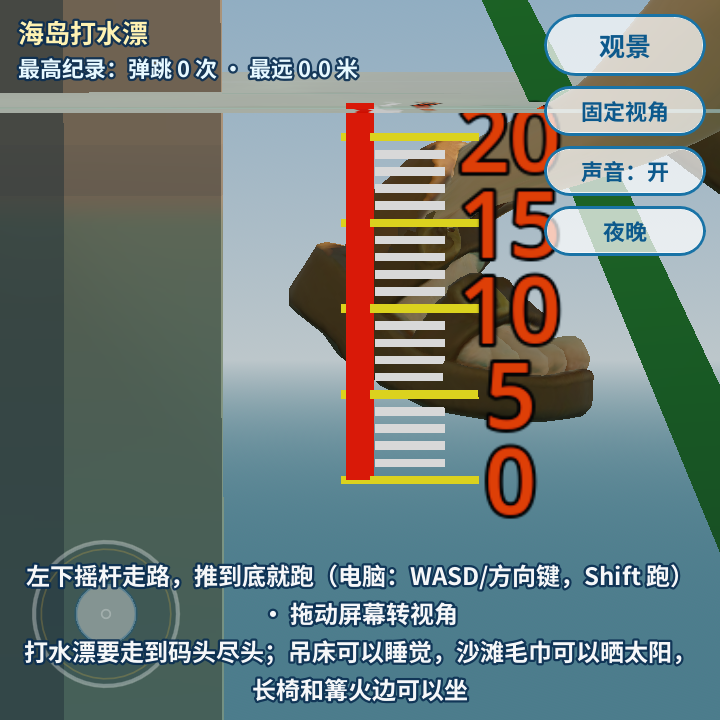 海岛打水漂
最高纪录：弹跳 0 次 · 最远 0.0 米
观景
固定视角
声音：开
夜晚
20
15
10
5
0
左下摇杆走路，推到底就跑（电脑：WASD/方向键，Shift 跑）
· 拖动屏幕转视角
打水漂要走到码头尽头；吊床可以睡觉，沙滩毛巾可以晒太阳，
长椅和篝火边可以坐